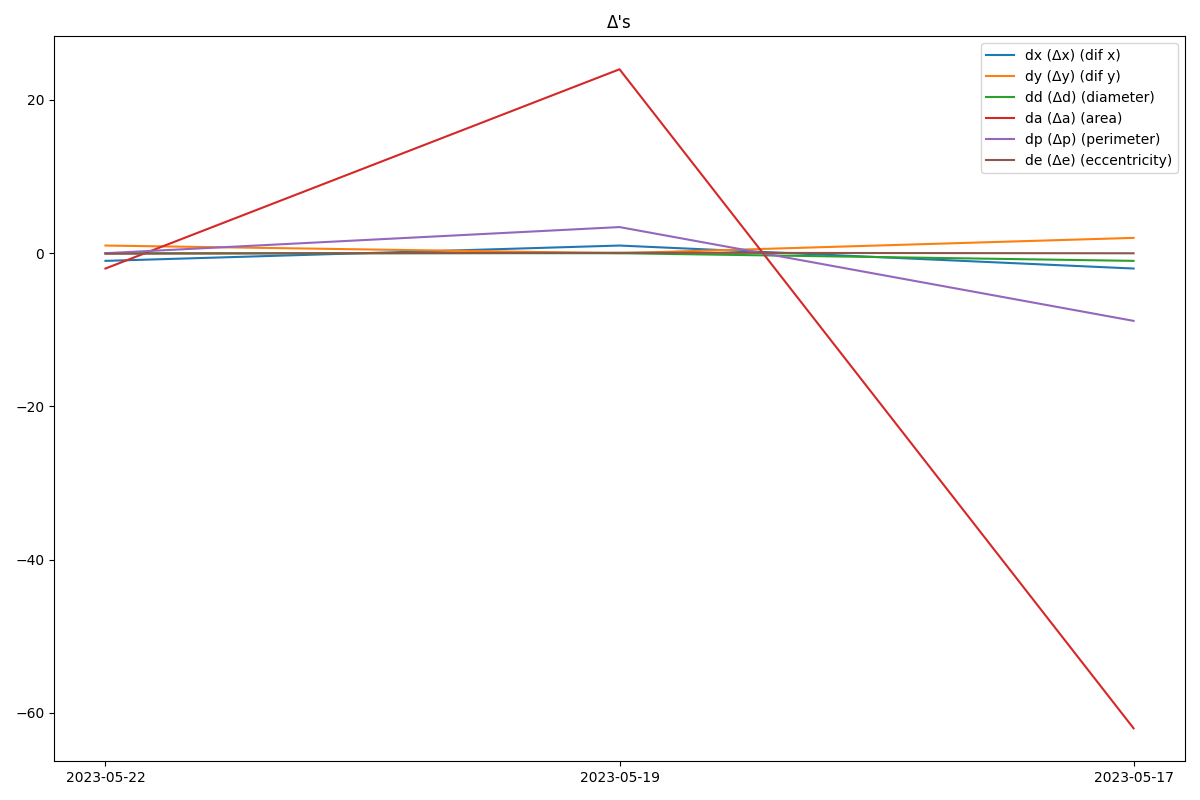 Δ's
dx (Δx) (dif x)
dy (Δy) (dif y)
dd (Δd) (diameter)
da (Δa) (area)
dp (Δp) (perimeter)
de (Δe) (eccentricity)
20
0
−20
−40
−60
2023-05-22 2023-05-19 2023-05-17